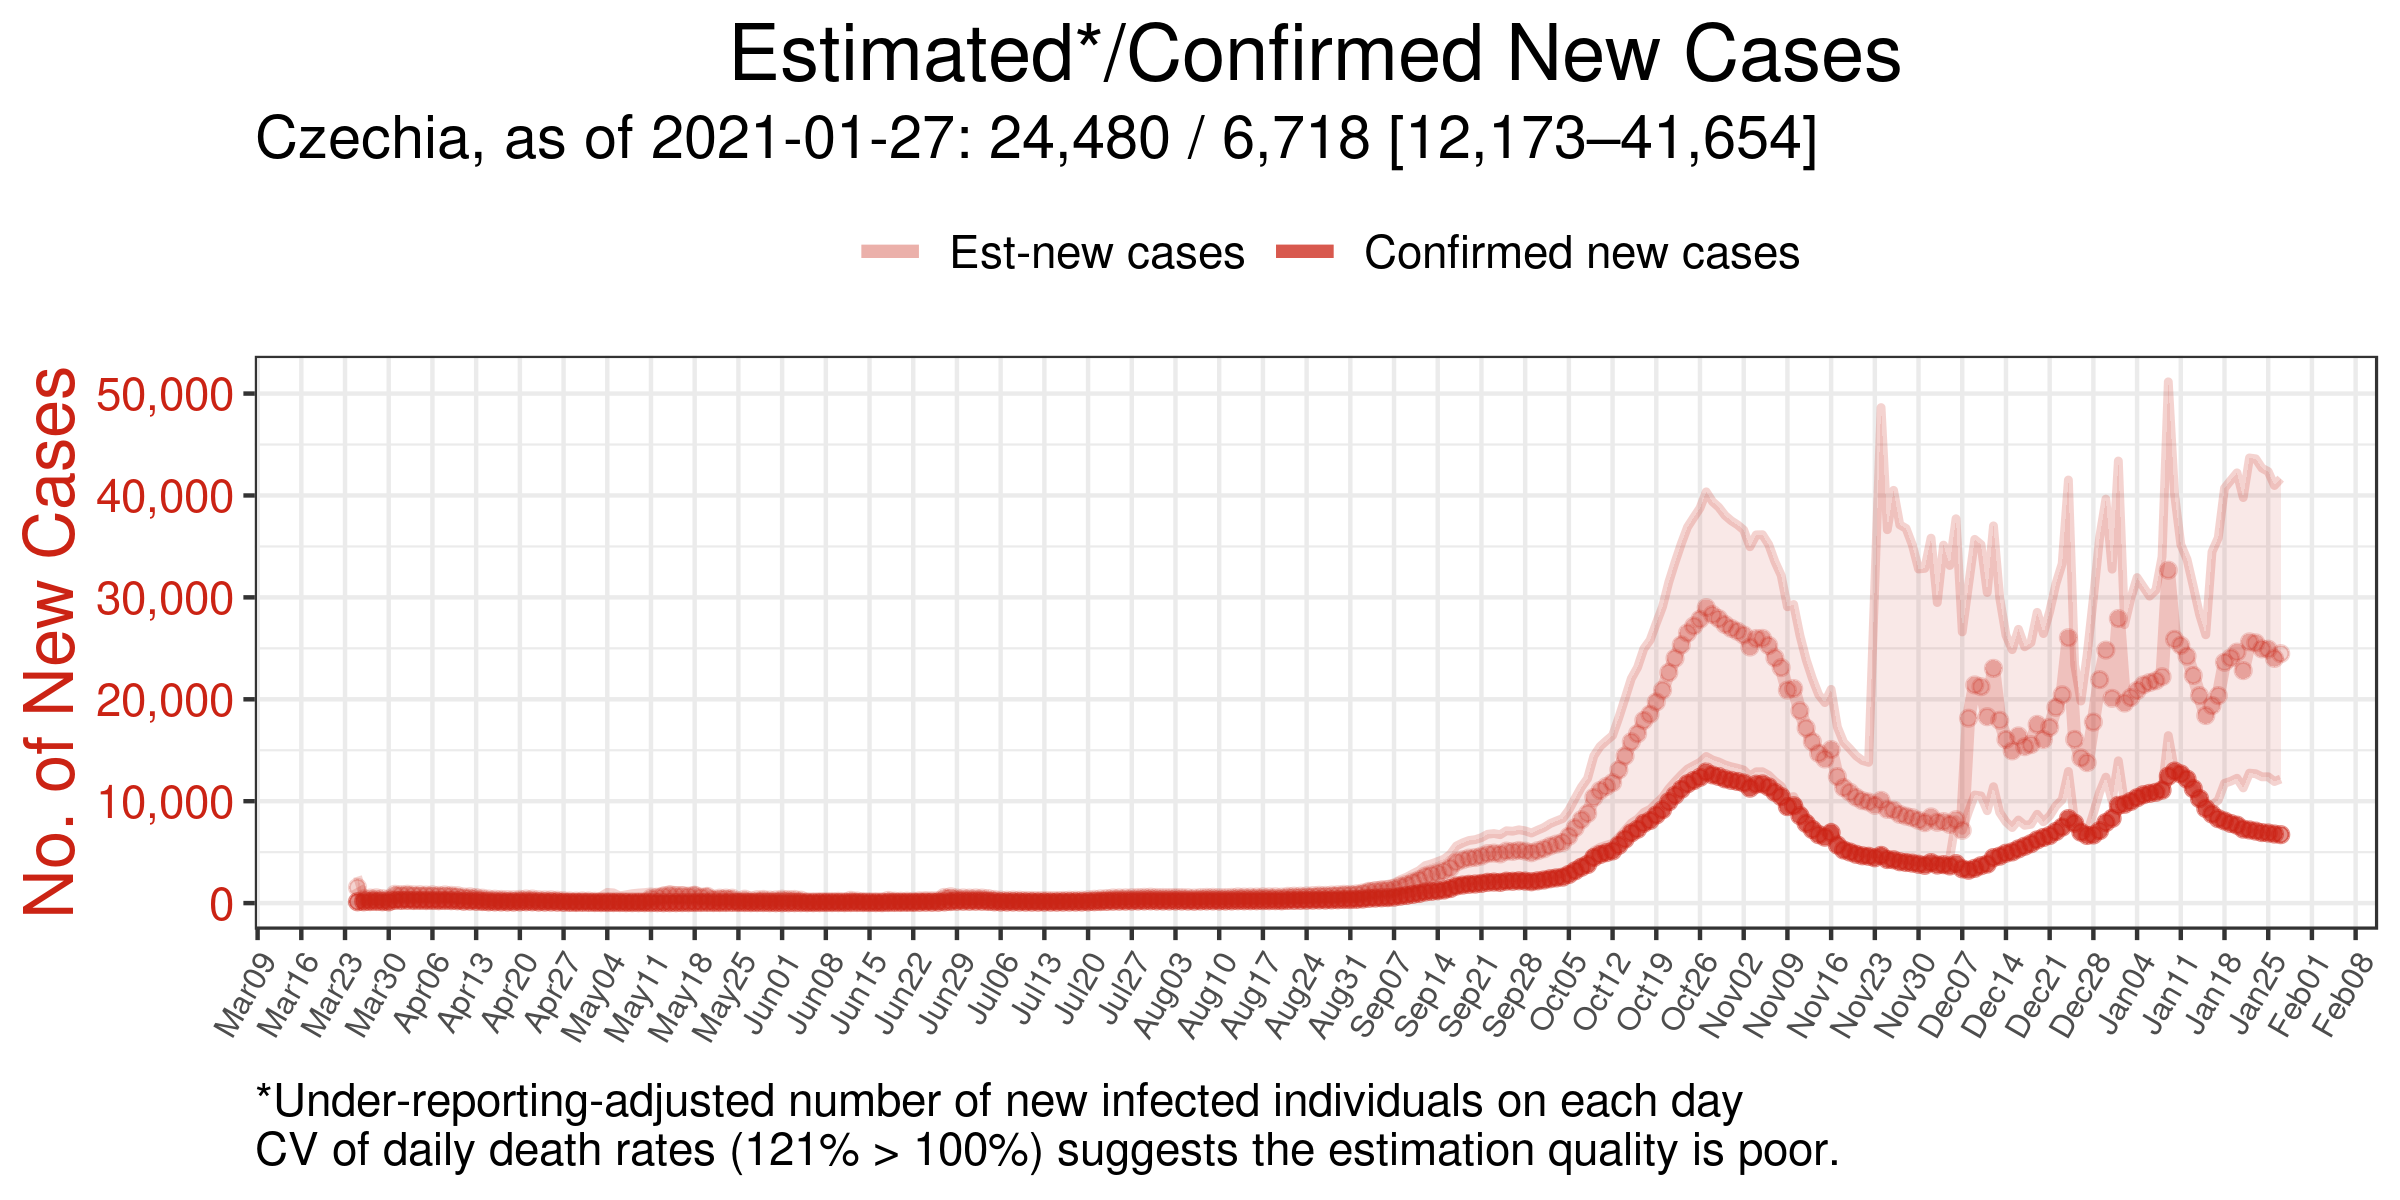 Estimated*/Confirmed New Cases
Czechia, as of 2021-01-27: 24,480 / 6,718 [12,173–41,654]
Est-new cases Confirmed new cases
No. of New Cases
50,000
40,000
30,000
20,000
10,000
0
Mar09 Mar16 Mar23 Mar30 Apr06 Apr13 Apr20 Apr27 May04 May11 May18 May25 Jun01 Jun08 Jun15 Jun22 Jun29 Jul06 Jul13 Jul20 Jul27 Aug03 Aug10 Aug17 Aug24 Aug31 Sep07 Sep14 Sep21 Sep28 Oct05 Oct12 Oct19 Oct26 Nov02 Nov09 Nov16 Nov23 Nov30 Dec07 Dec14 Dec21 Dec28 Jan04 Jan11 Jan18 Jan25 Feb01 Feb08
*Under-reporting-adjusted number of new infected individuals on each day
CV of daily death rates (121% > 100%) suggests the estimation quality is poor.